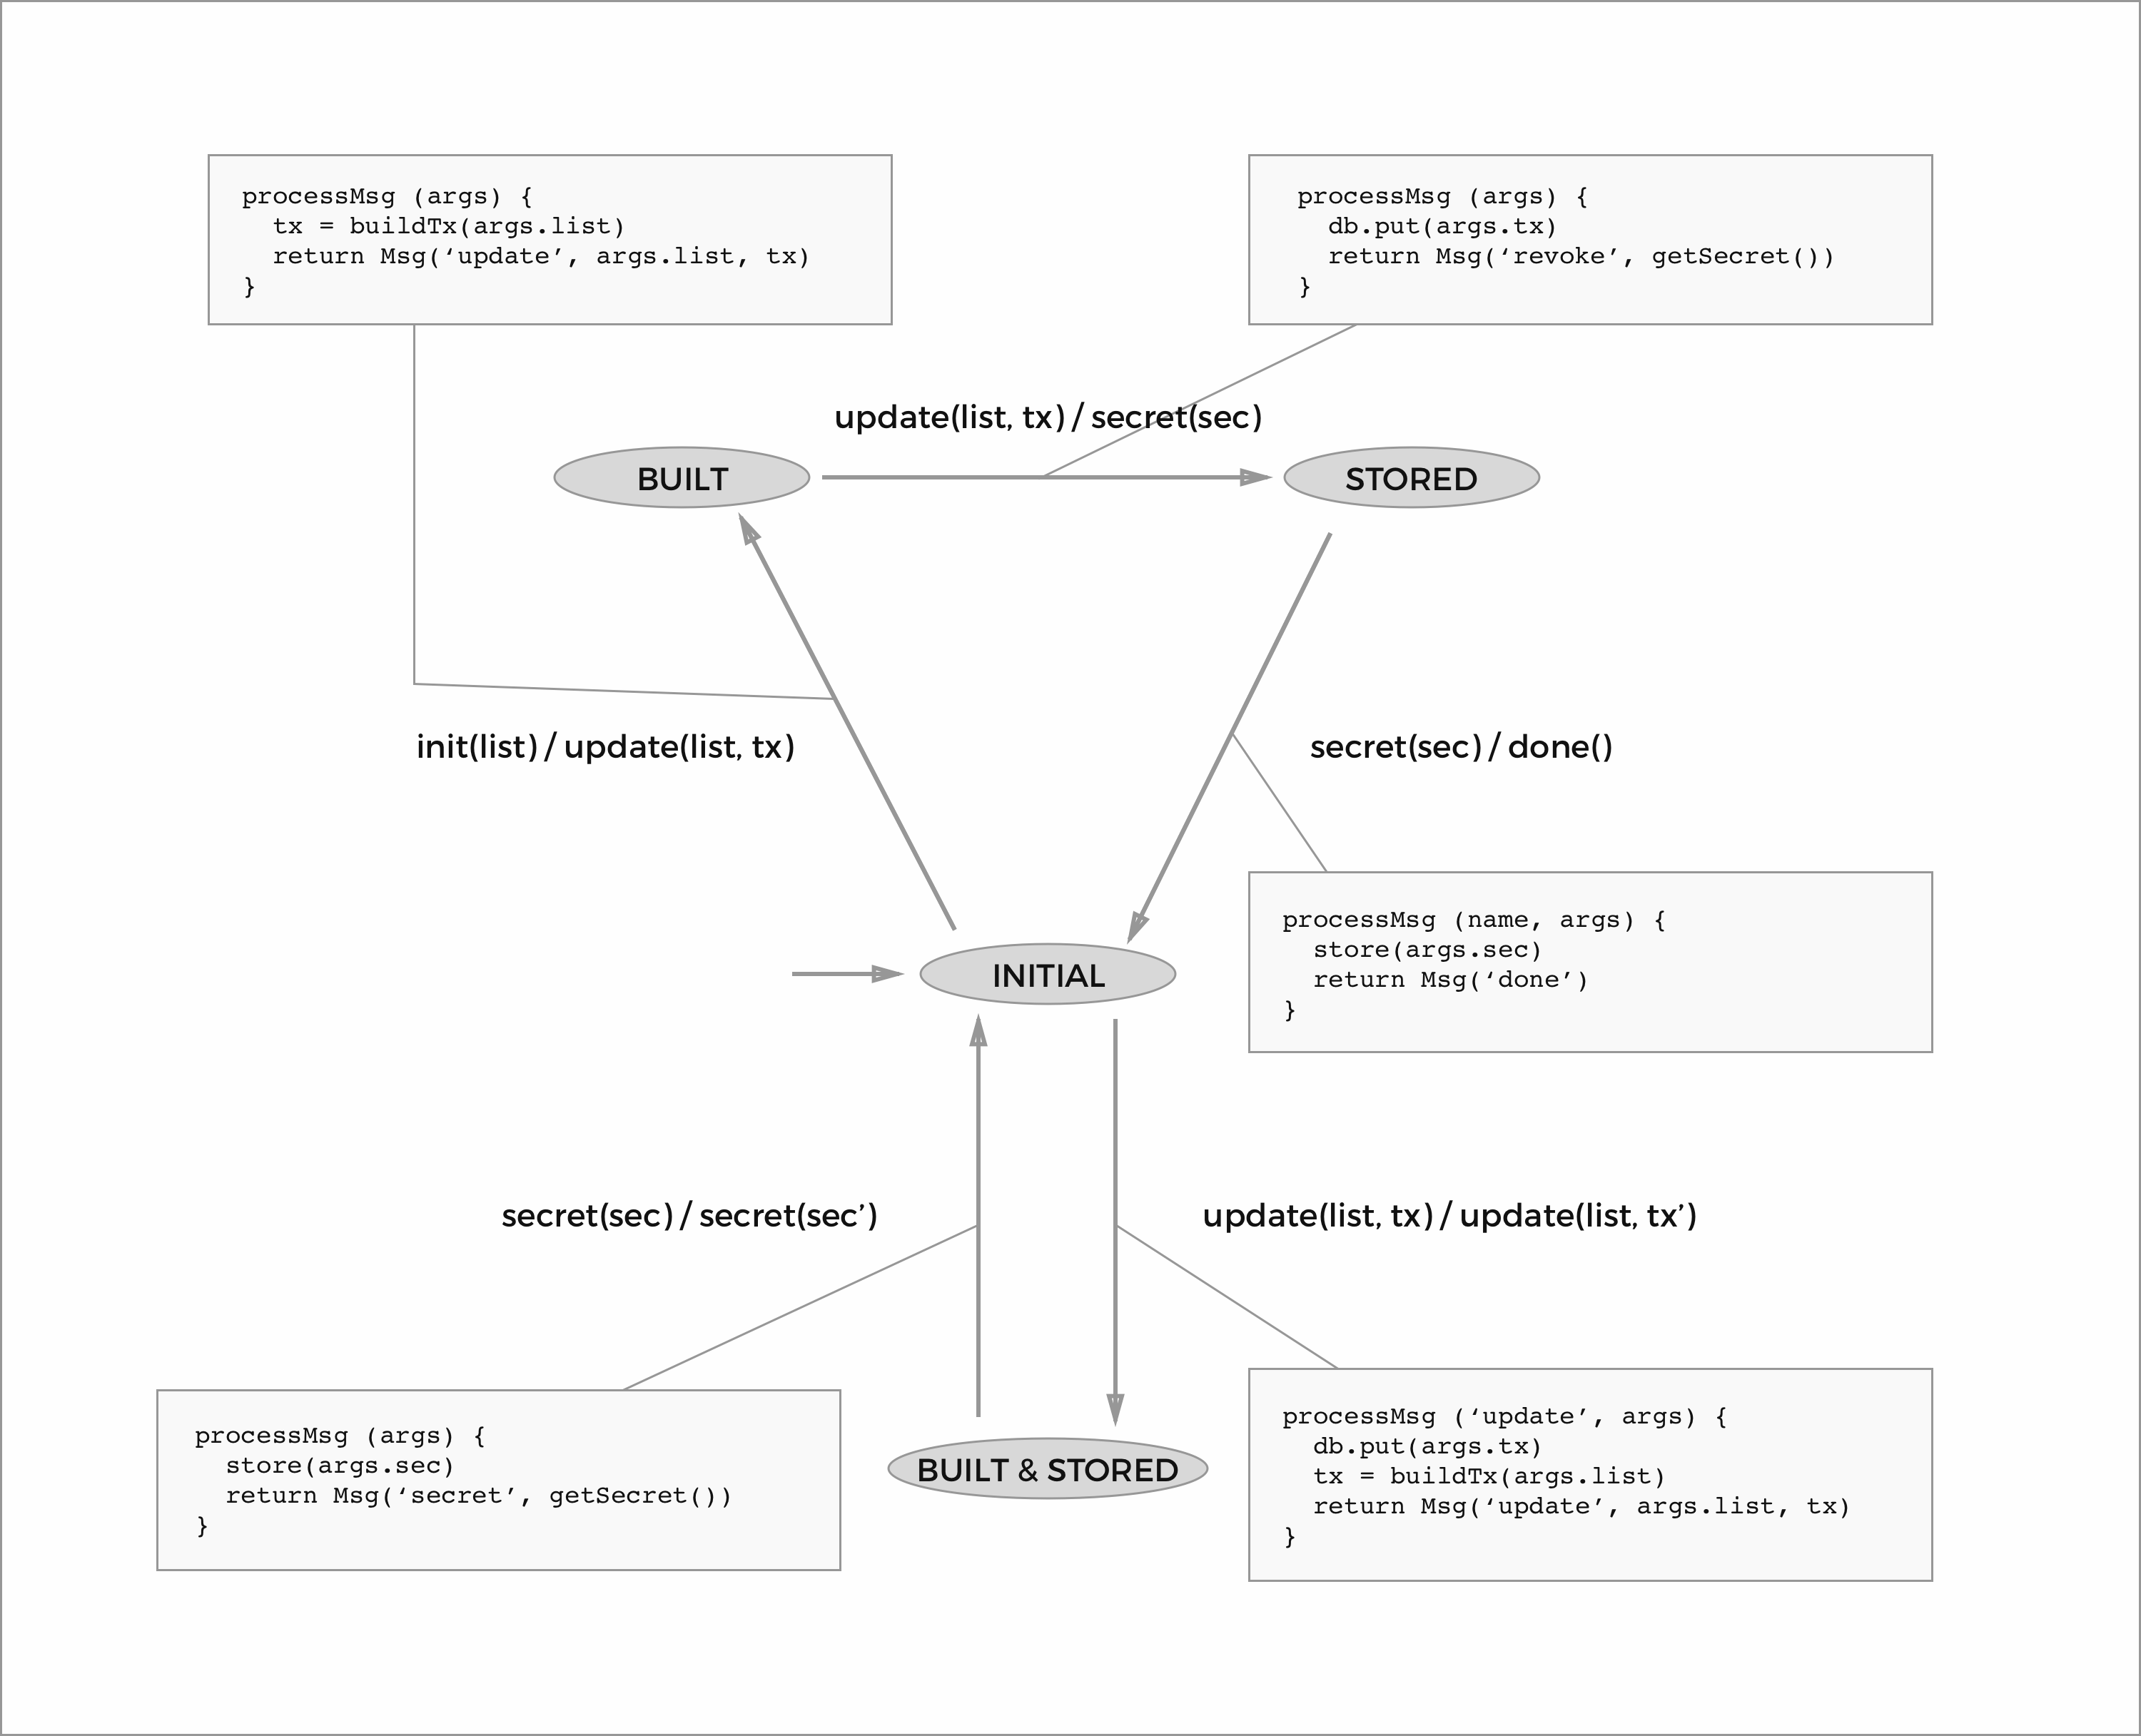 processMsg (args) {
  tx = buildTx(args.list)
  return Msg(‘update’, args.list, tx)
}
processMsg (args) {
  db.put(args.tx)
  return Msg(‘revoke’, getSecret())
}
update(list, tx) / secret(sec)
BUILT
STORED
init(list) / update(list, tx)
secret(sec) / done()
processMsg (name, args) {
  store(args.sec)
  return Msg(‘done’)
}
INITIAL
secret(sec) / secret(sec’)
update(list, tx) / update(list, tx’)
processMsg (args) {
  store(args.sec)
  return Msg(‘secret’, getSecret())
}
BUILT & STORED
processMsg (‘update’, args) {
  db.put(args.tx)
  tx = buildTx(args.list)
  return Msg(‘update’, args.list, tx)
}